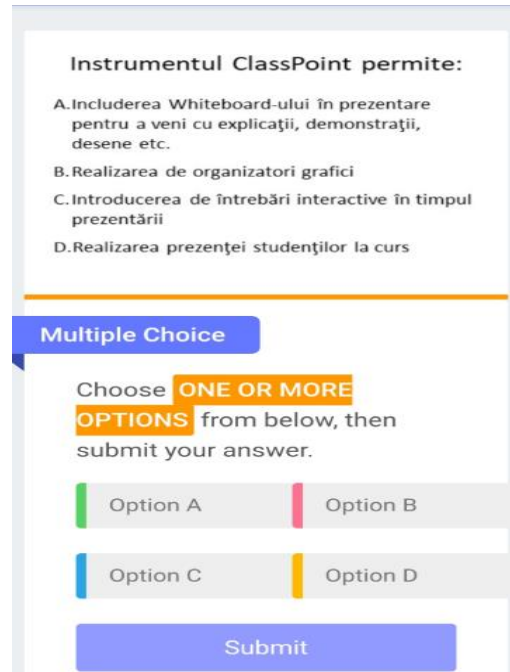 Instrumentul ClassPoint permite:
A.Includerea Whiteboard-ului în prezentare
pentru a veni cu explicaţii, demonstraţii,
desene etc.
B.Realizarea de organizatori grafici
C.Introducerea de întrebări interactive în timpul
prezentării
D.Realizarea prezenţei studenţilor la curs
Multiple Choice
Choose ONE OR MORE
OPTIONS from below, then
submit your answer.
Option A Option B
Option C Option D
Submit